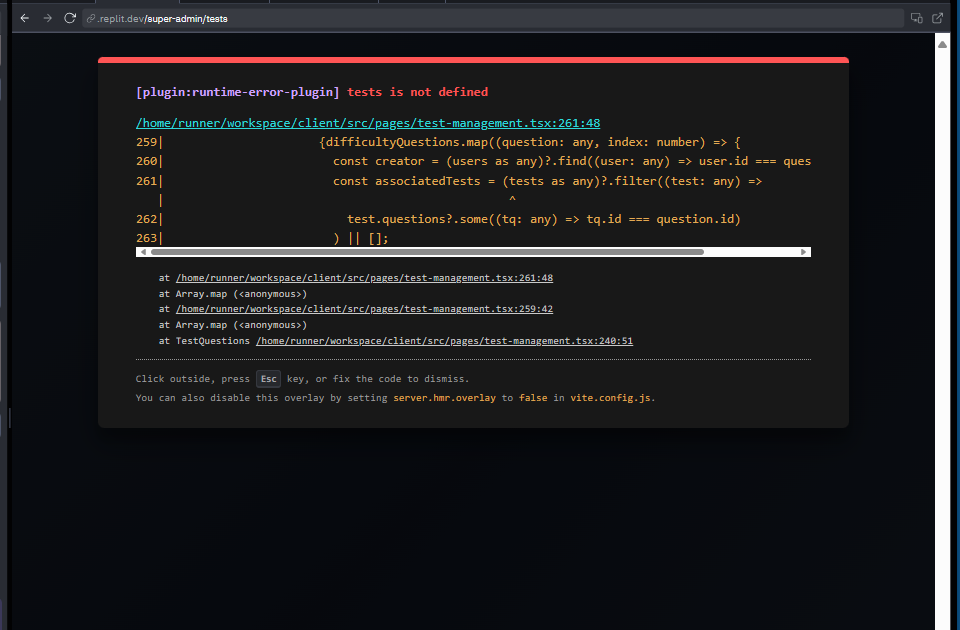 .replit.dev/super-admin/tests
[plugin:runtime-error-plugin] tests is not defined
/home/runner/workspace/client/src/pages/test-management.tsx:261:48
259|                     {difficultyQuestions.map((question: any, index: number) => {
260|                       const creator = (users as any)?.find((user: any) => user.id === ques
261|                       const associatedTests = (tests as any)?.filter((test: any) =>
   |                                                ^
262|                         test.questions?.some((tq: any) => tq.id === question.id)
263|                       ) || [];
at /home/runner/workspace/client/src/pages/test-management.tsx:261:48
at Array.map (<anonymous>)
at /home/runner/workspace/client/src/pages/test-management.tsx:259:42
at Array.map (<anonymous>)
at TestQuestions /home/runner/workspace/client/src/pages/test-management.tsx:240:51
Click outside, press Esc key, or fix the code to dismiss.
You can also disable this overlay by setting server.hmr.overlay to false in vite.config.js.